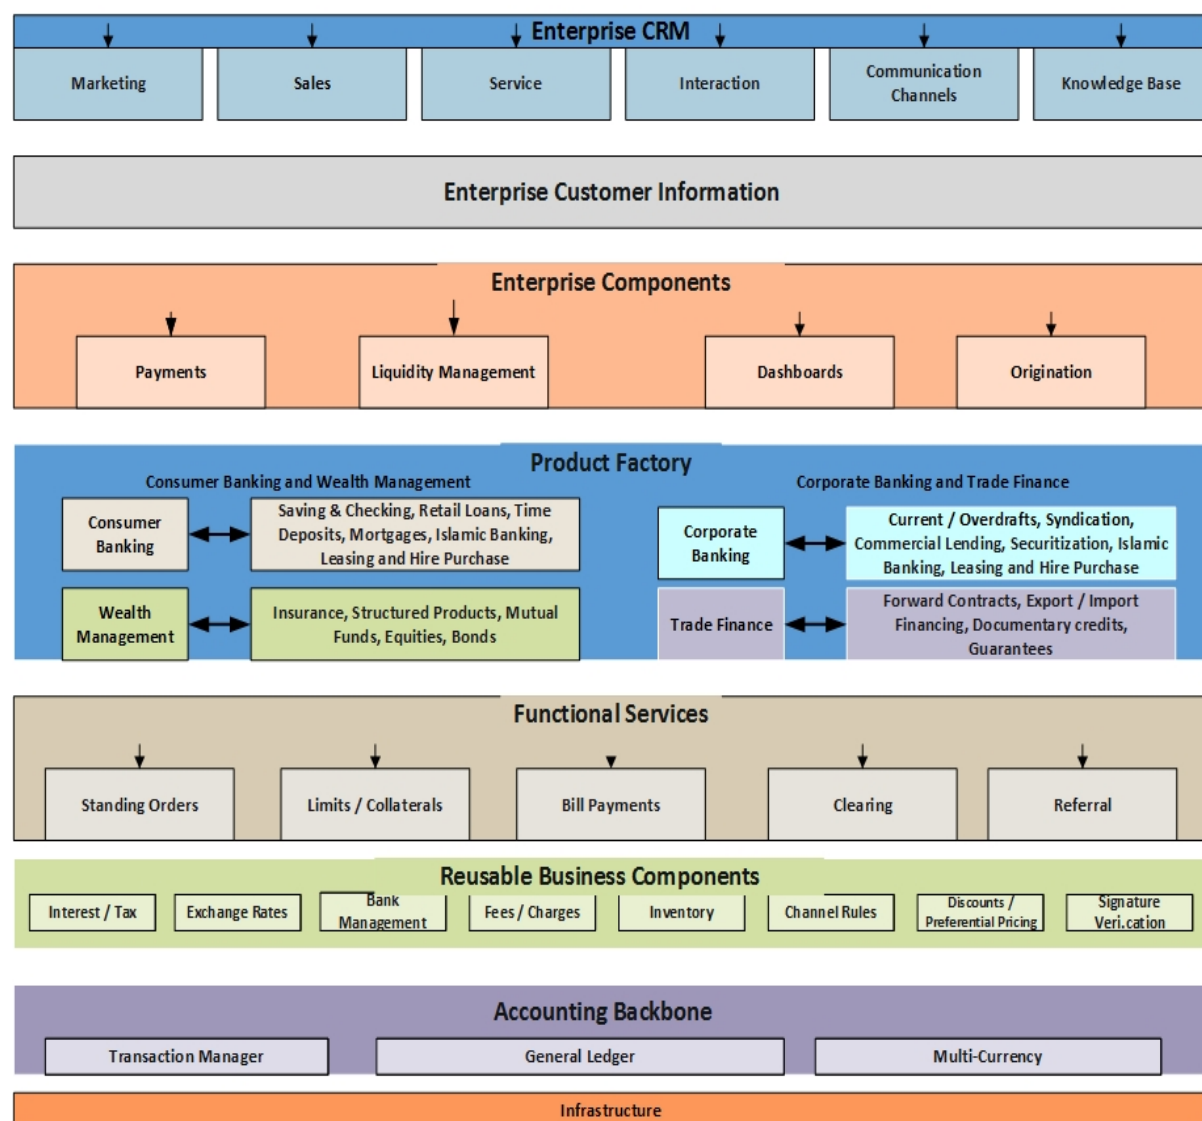 Enterprise CRM
Marketing
Sales
Service
Interaction
Communication
Channels
Knowledge Base
Enterprise Customer Information
Enterprise Components
Payments
Liquidity Management
Dashboards
Origination
Product Factory
Consumer Banking and Wealth Management
Corporate Banking and Trade Finance
Consumer
Banking
Saving & Checking, Retail Loans, Time
Deposits, Mortgages, Islamic Banking,
Leasing and Hire Purchase
Corporate
Banking
Current / Overdrafts, Syndication,
Commercial Lending, Securitization, Islamic
Banking, Leasing and Hire Purchase
Wealth
Management
Insurance, Structured Products, Mutual
Funds, Equities, Bonds
Trade Finance
Forward Contracts, Export / Import
Financing, Documentary credits,
Guarantees
Functional Services
Standing Orders
Limits / Collaterals
Bill Payments
Clearing
Referral
Reusable Business Components
Interest / Tax
Exchange Rates
Bank
Management
Fees / Charges
Inventory
Channel Rules
Discounts /
Preferential Pricing
Signature
Veri.cation
Accounting Backbone
Transaction Manager
General Ledger
Multi-Currency
Infrastructure